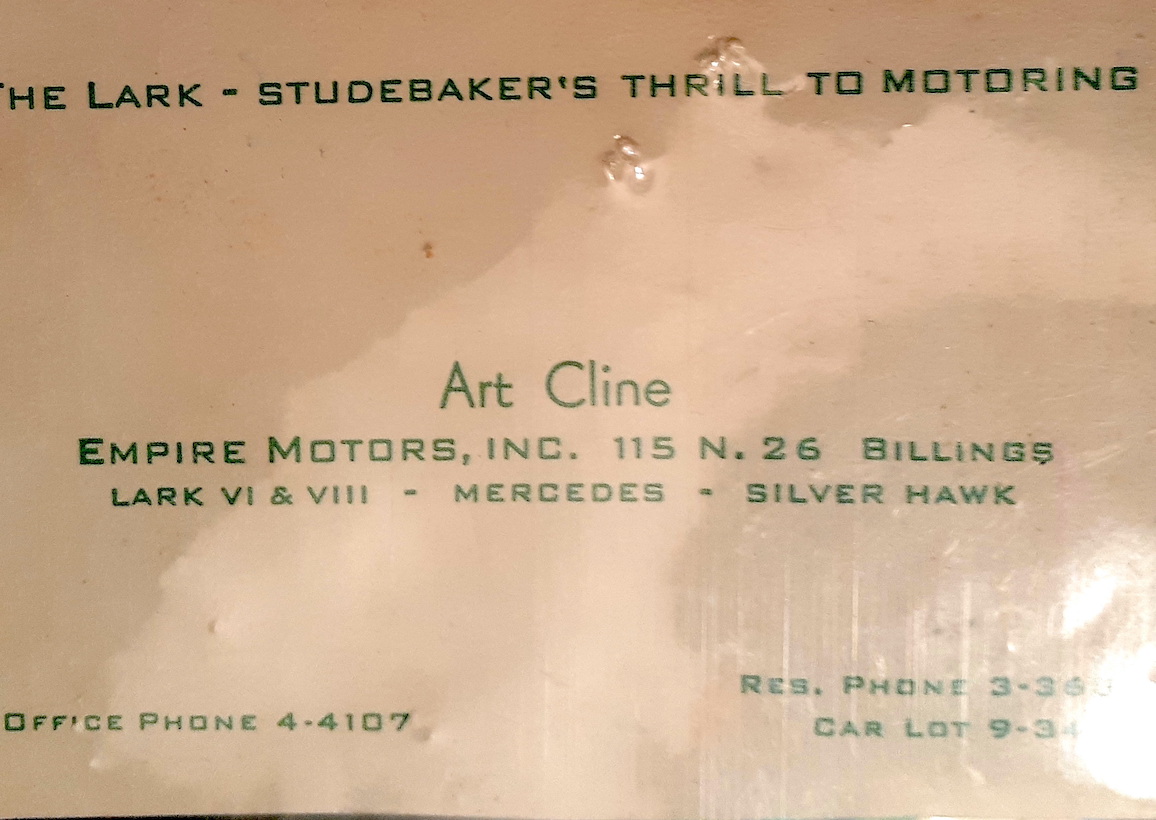 THE LARK - STUDEBAKER'S THRILL TO MOTORING
Art Cline
EMPIRE MOTORS, INC. 115 N. 26 BILLINGS
LARK VI & VIII - MERCEDES - SILVER HAWK
RES. PHONE
OFFICE PHONE 4-4107
CAR LOT